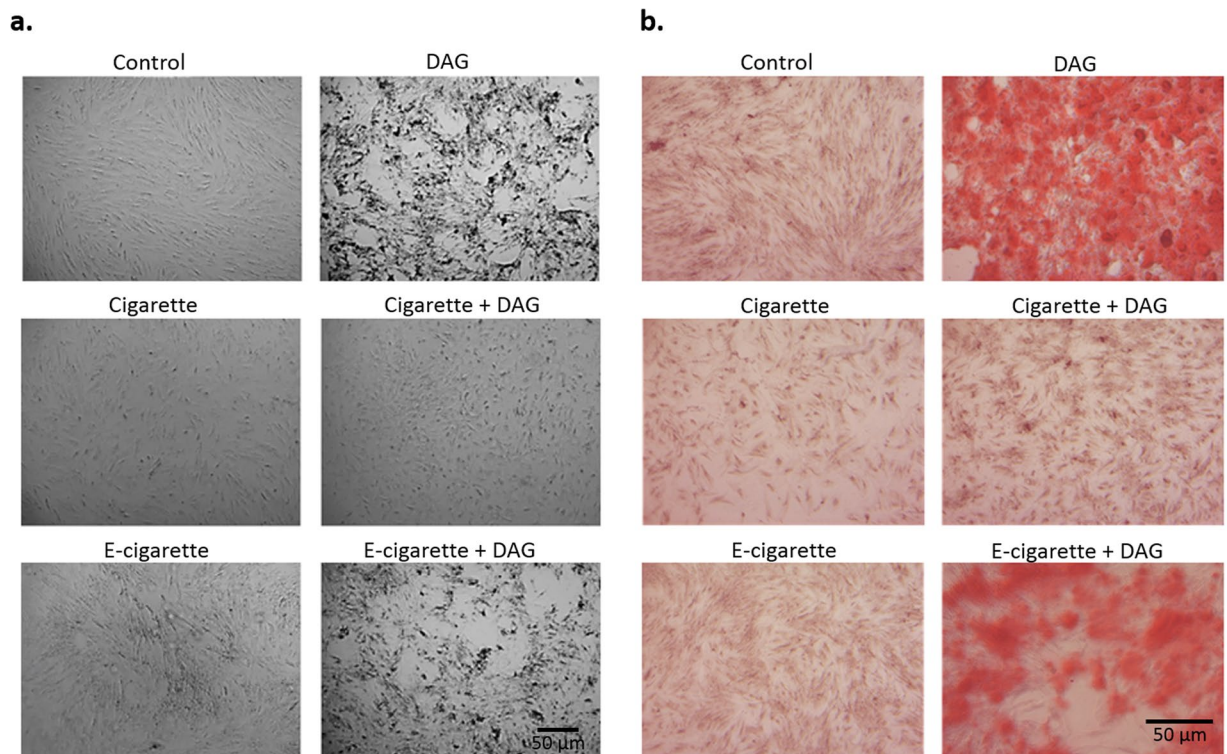 a.
Control
DAG
Cigarette
Cigarette + DAG
E-cigarette
E-cigarette + DAG
50 µm
b.
Control
DAG
Cigarette
Cigarette + DAG
E-cigarette
E-cigarette + DAG
50 µm